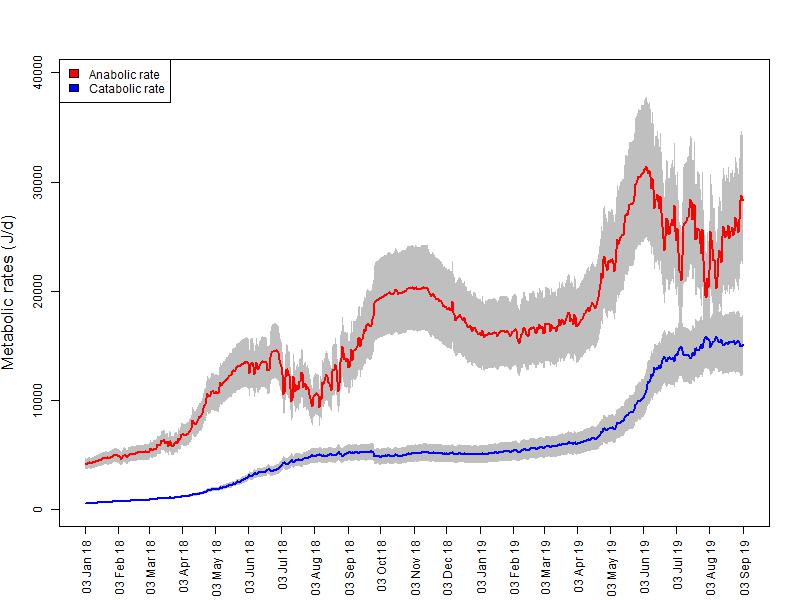 Anabolic rate
Catabolic rate
Metabolic rates (J/d)
40000
30000
20000
10000
0
03 Jan 18
03 Feb 18
03 Mar 18
03 Apr 18
03 May 18
03 Jun 18
03 Jul 18
03 Aug 18
03 Sep 18
03 Oct 18
03 Nov 18
03 Dec 18
03 Jan 19
03 Feb 19
03 Mar 19
03 Apr 19
03 May 19
03 Jun 19
03 Jul 19
03 Aug 19
03 Sep 19